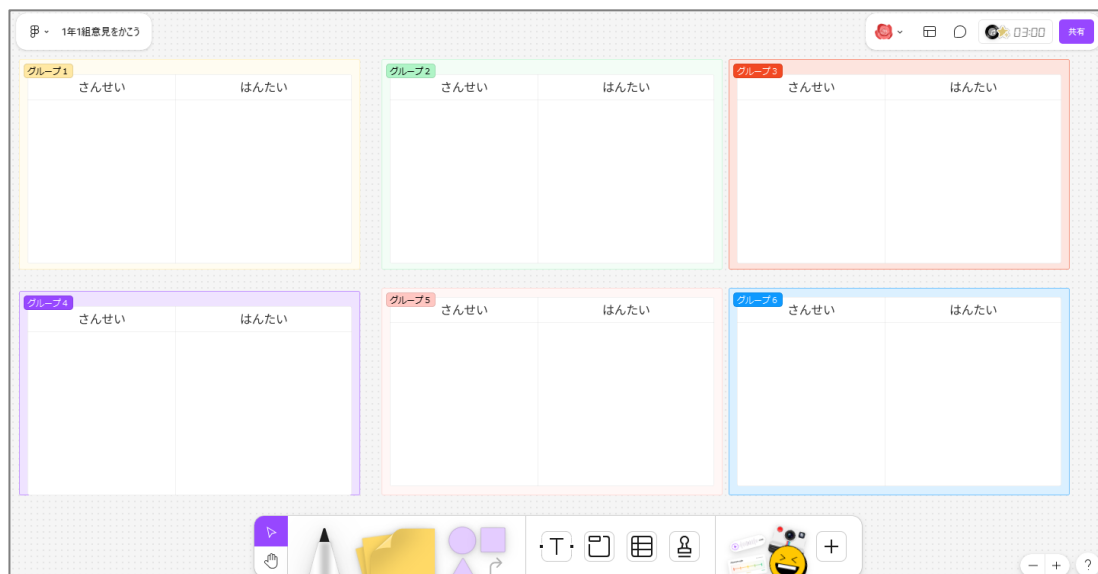 1年1組意見をかこう
03:00
共有
グループ1
さんせい
はんたい
グループ2
さんせい
はんたい
グループ3
さんせい
はんたい
グループ4
さんせい
はんたい
グループ5
さんせい
はんたい
グループ6
さんせい
はんたい
T
?